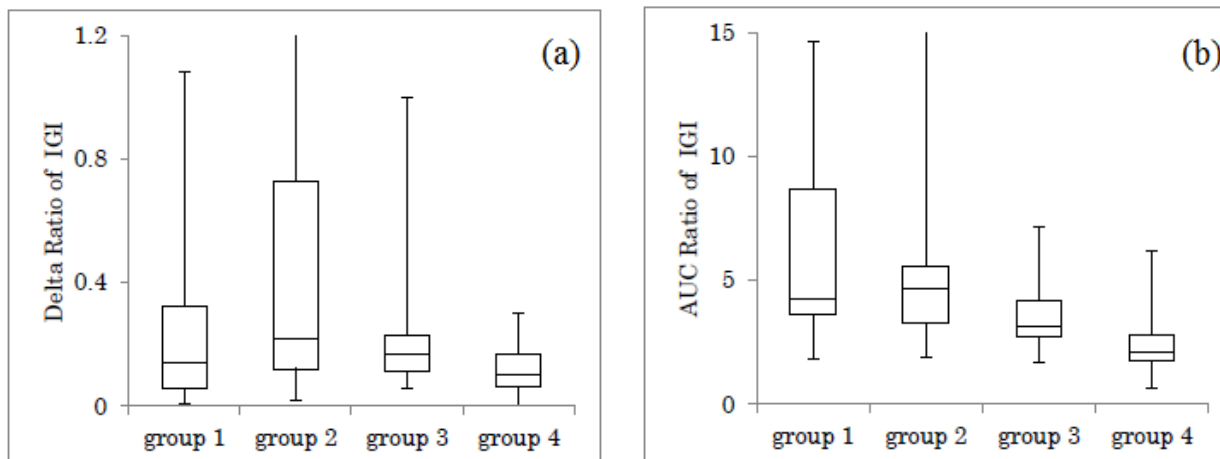 (a)
Delta Ratio of IGI
1.2
0.8
0.4
0
group 1 group 2 group 3 group 4
(b)
AUC Ratio of IGI
15
10
5
0
group 1 group 2 group 3 group 4